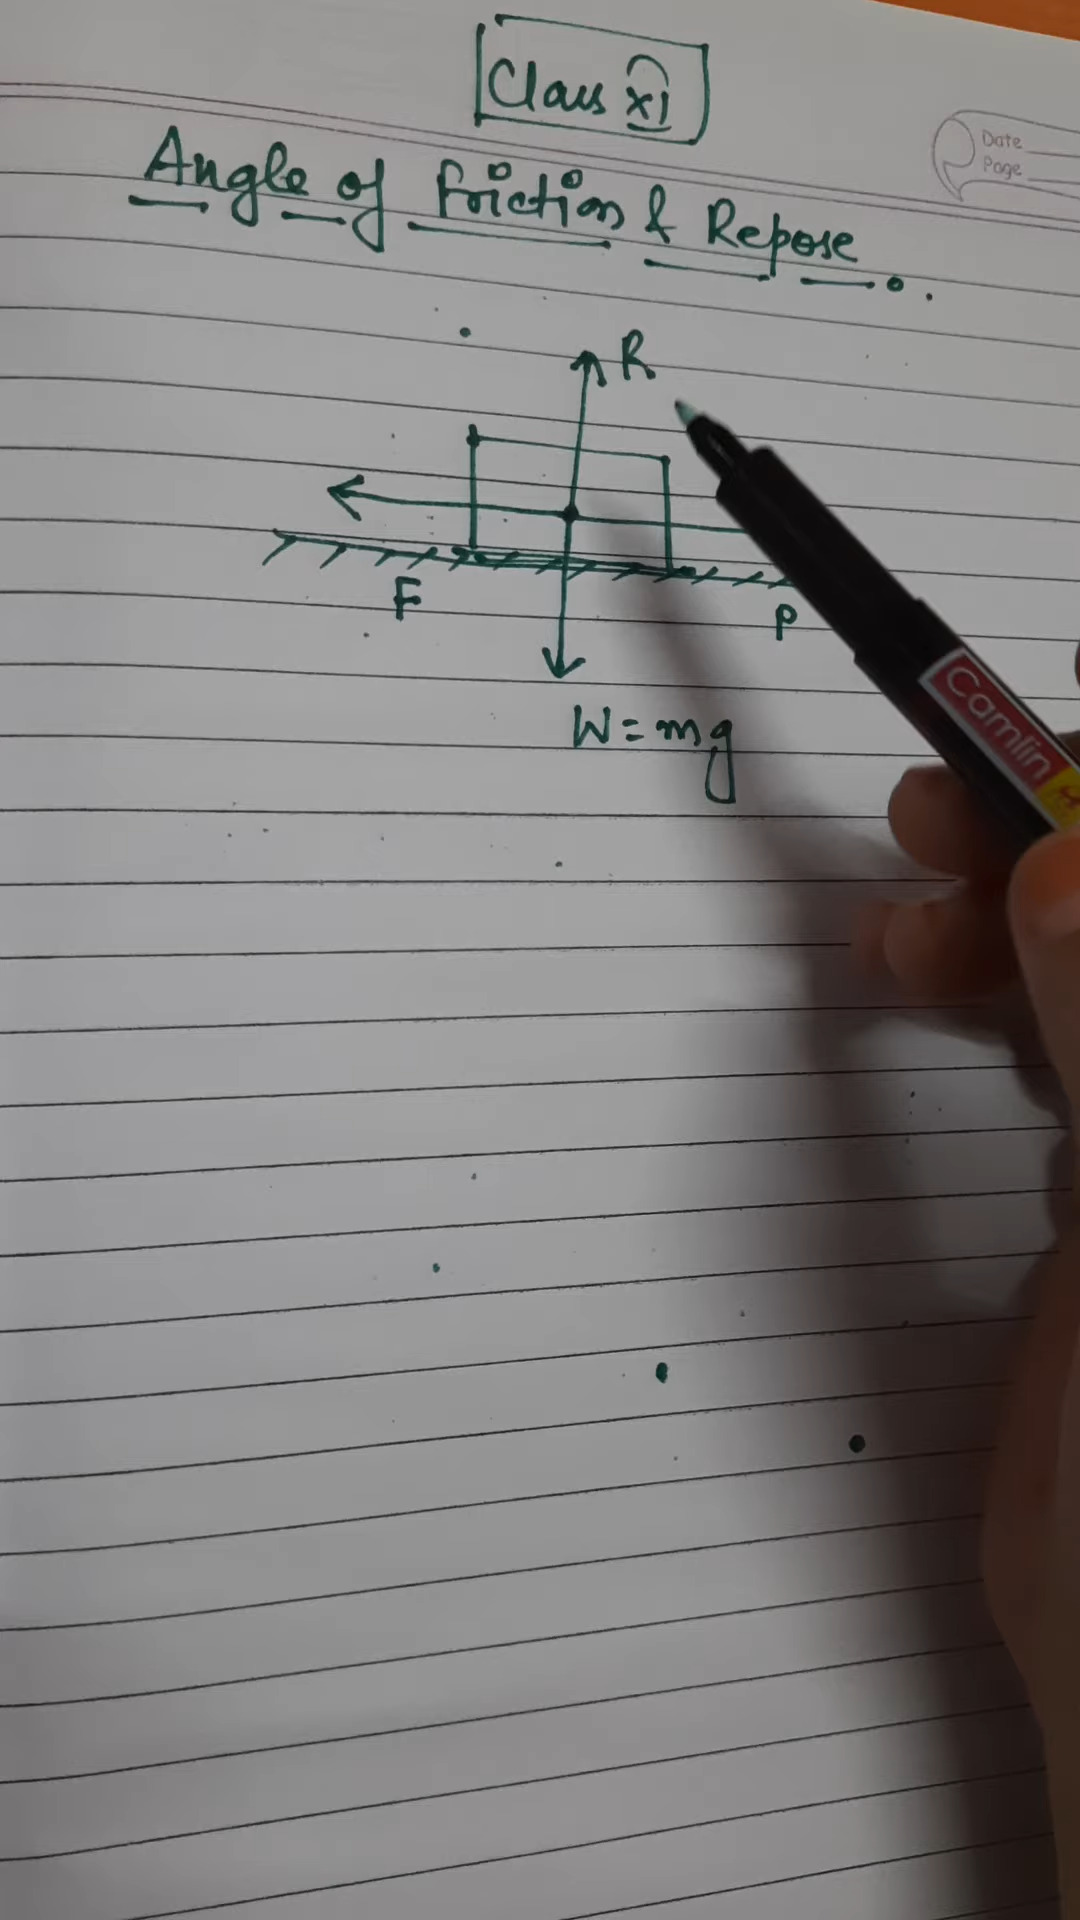 Class XI
Date
Page
Angle of friction & Repose.
R
F
P
W = mg
Camlin